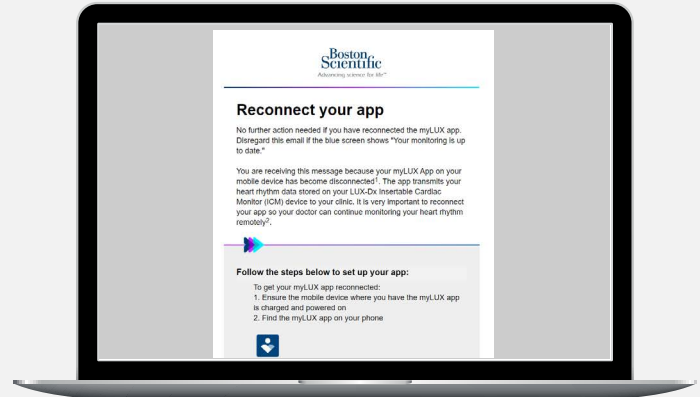 Boston
Scientific
Advancing science for life™
Reconnect your app
No further action needed if you have reconnected the myLUX app.
Disregard this email if the blue screen shows "Your monitoring is up
to date."
You are receiving this message because your myLUX App on your
mobile device has become disconnected¹. The app transmits your
heart rhythm data stored on your LUX-Dx Insertable Cardiac
Monitor (ICM) device to your clinic. It is very important to reconnect
your app so your doctor can continue monitoring your heart rhythm
remotely².
Follow the steps below to set up your app:
To get your myLUX app reconnected:
1. Ensure the mobile device where you have the myLUX app
is charged and powered on
2. Find the myLUX app on your phone